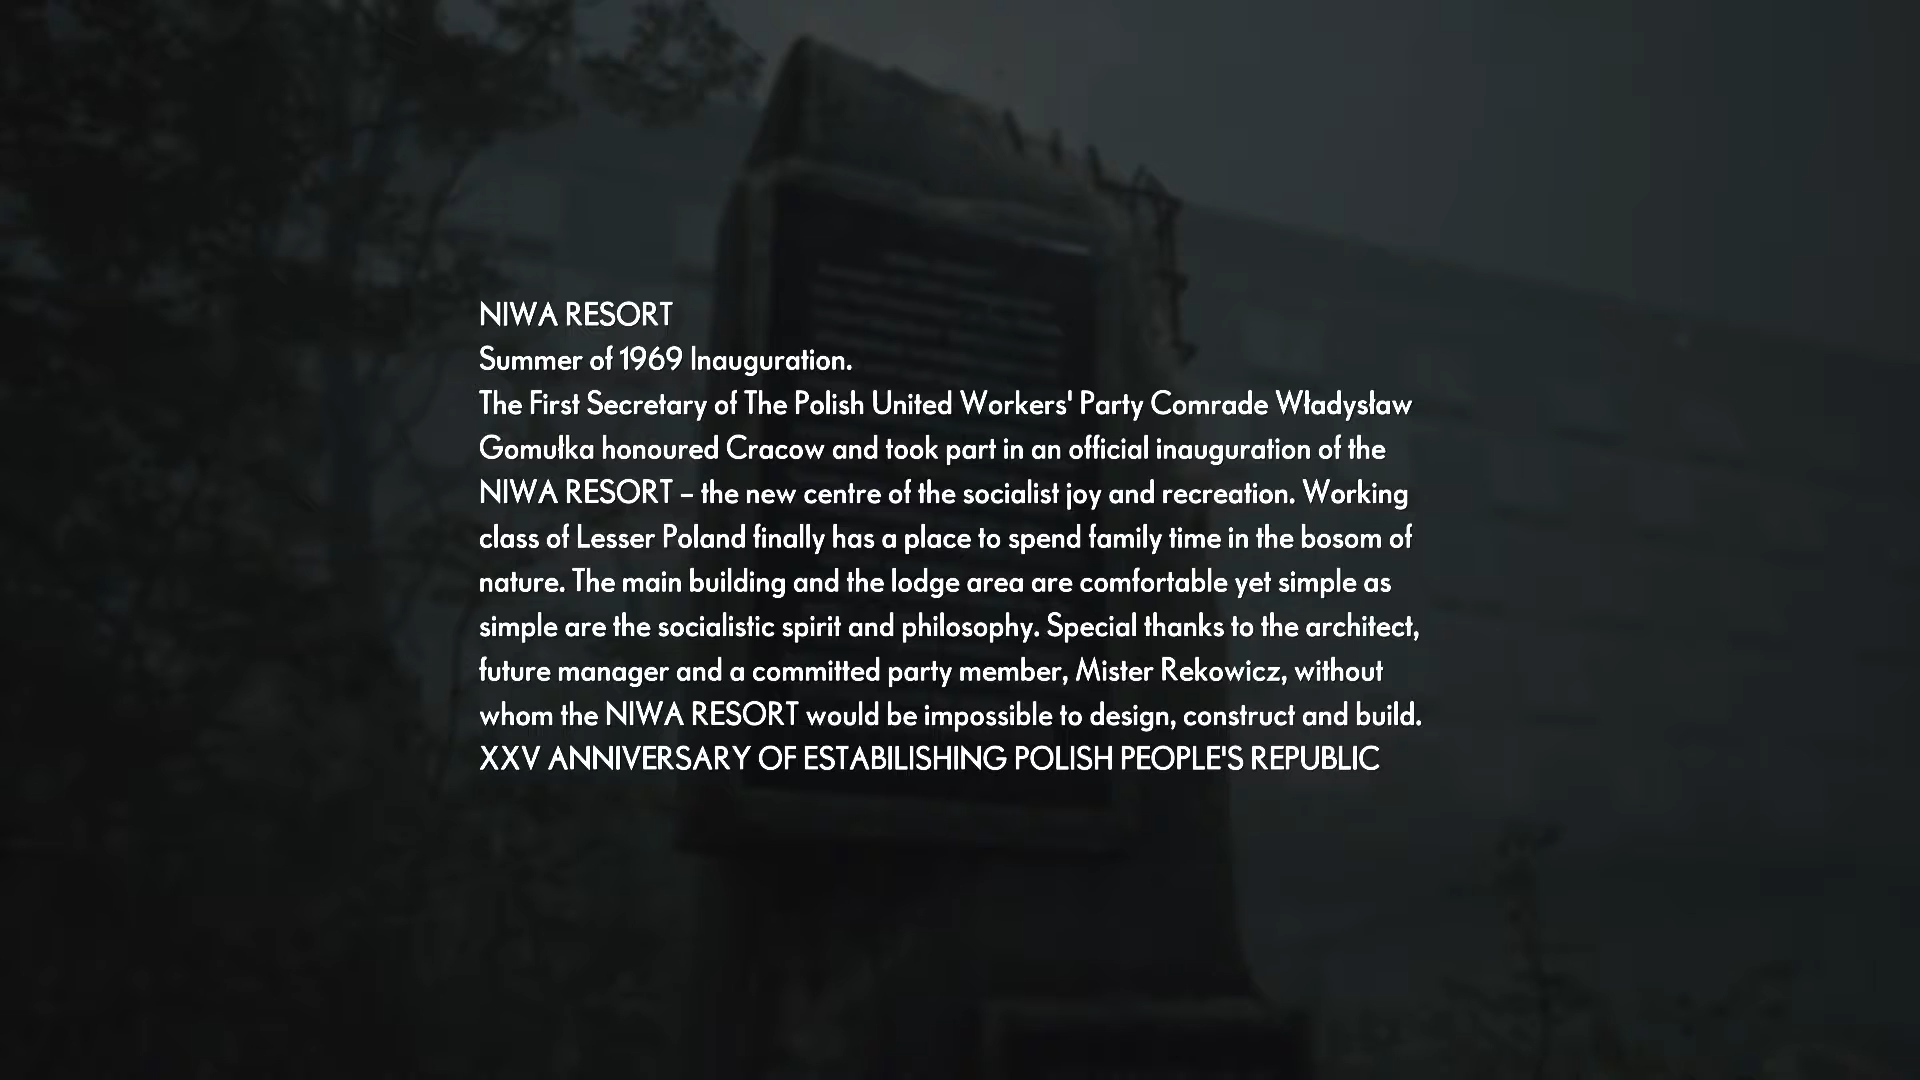 NIWA RESORT
Summer of 1969 Inauguration.
The First Secretary of The Polish United Workers' Party Comrade Władysław
Gomułka honoured Cracow and took part in an official inauguration of the
NIWA RESORT – the new centre of the socialist joy and recreation. Working
class of Lesser Poland finally has a place to spend family time in the bosom of
nature. The main building and the lodge area are comfortable yet simple as
simple are the socialistic spirit and philosophy. Special thanks to the architect,
future manager and a committed party member, Mister Rekowicz, without
whom the NIWA RESORT would be impossible to design, construct and build.
XXV ANNIVERSARY OF ESTABILISHING POLISH PEOPLE'S REPUBLIC